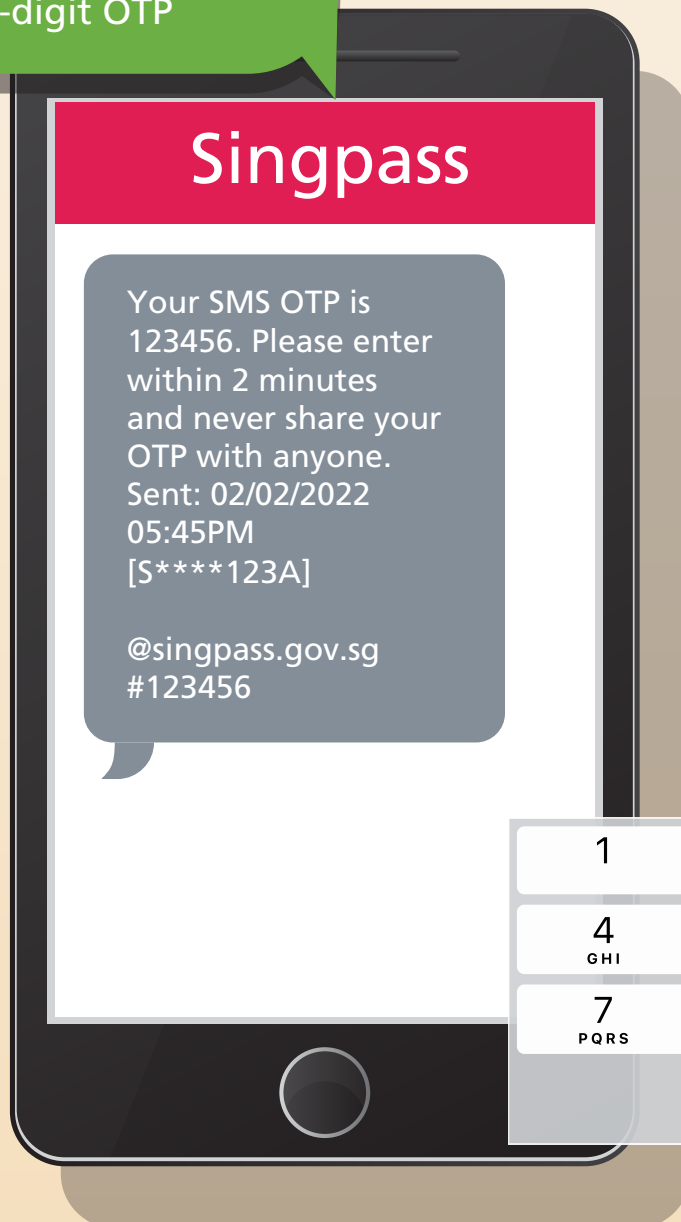 -digit OTP
Singpass
Your SMS OTP is
123456. Please enter
within 2 minutes
and never share your
OTP with anyone.
Sent: 02/02/2022
05:45PM
[S****123A]
@singpass.gov.sg
#123456
1
4
GHI
7
PQRS